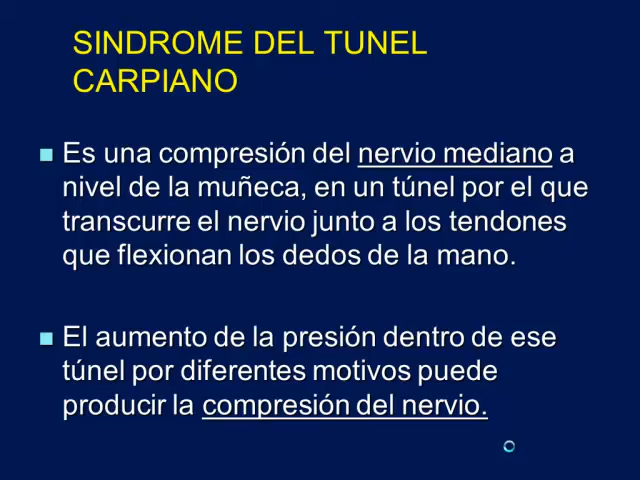 SINDROME DEL TUNEL
CARPIANO
Es una compresión del nervio mediano a
nivel de la muñeca, en un túnel por el que
transcurre el nervio junto a los tendones
que flexionan los dedos de la mano.
El aumento de la presión dentro de ese
túnel por diferentes motivos puede
producir la compresión del nervio.